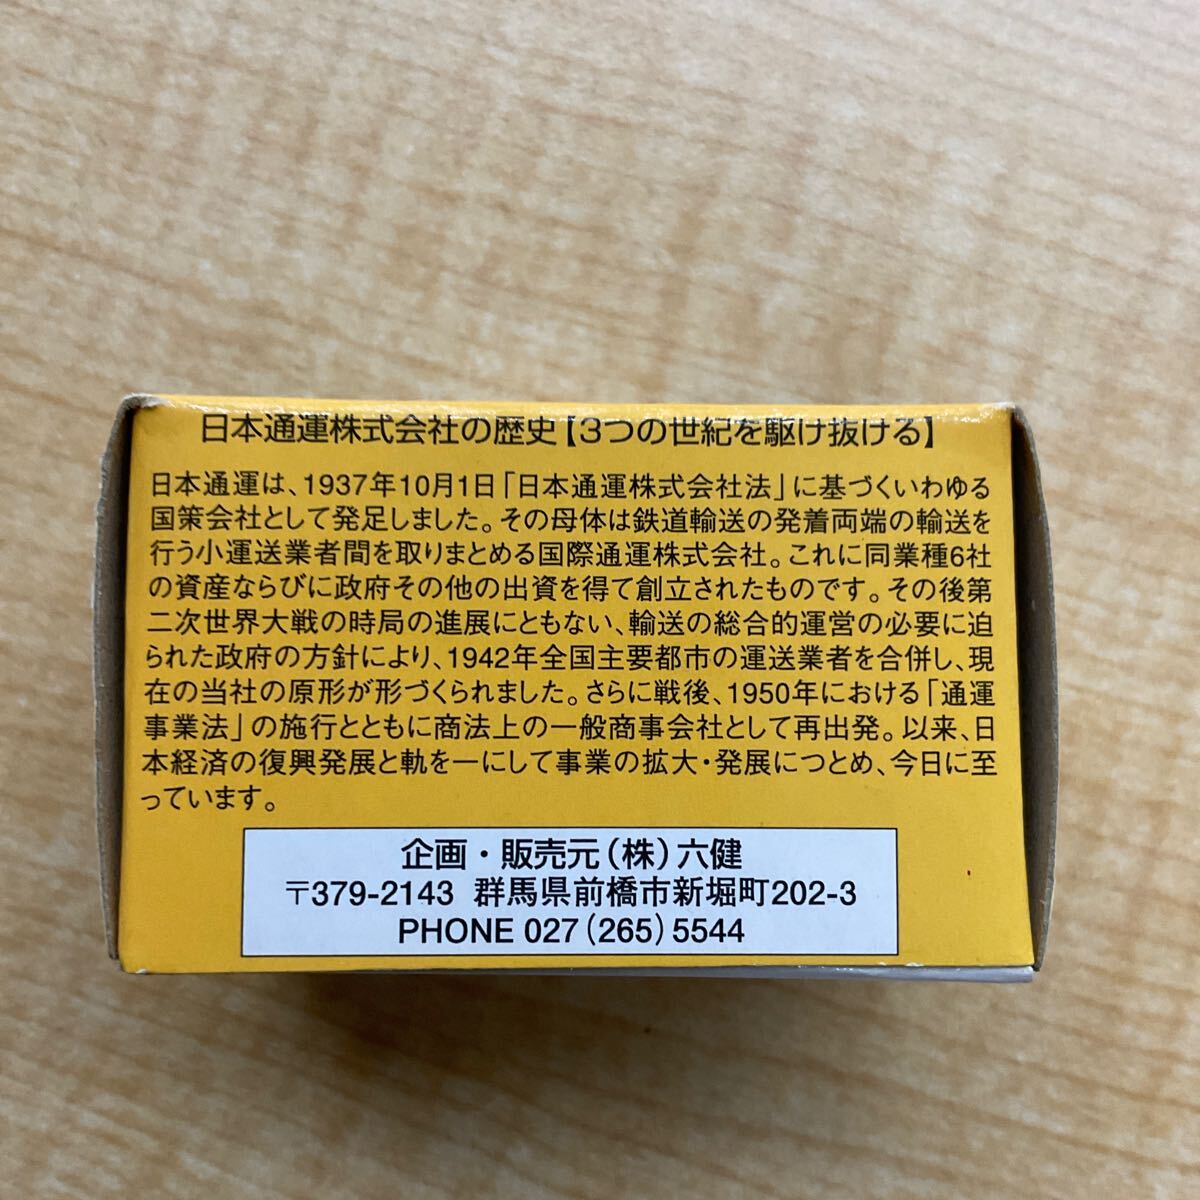 日本通運株式会社の歴史【3つの世紀を駆け抜ける】
日本通運は、1937年10月1日「日本通運株式会社法」に基づくいわゆる
国策会社として発足しました。その母体は鉄道輸送の発着両端の輸送を
行う小運送業者間を取りまとめる国際通運株式会社。これに同業種6社
の資産ならびに政府その他の出資を得て創立されたものです。その後第
二次世界大戦の時局の進展にともない、輸送の総合的運営の必要に迫
られた政府の方針により、1942年全国主要都市の運送業者を合併し、現
在の当社の原形が形づくられました。さらに戦後、1950年における「通運
事業法」の施行とともに商法上の一般商事会社として再出発。以来、日
本経済の復興発展と軌を一にして事業の拡大・発展につとめ、今日に至
っています。
企画・販売元(株)六健
〒379-2143 群馬県前橋市新堀町202-3
PHONE 027(265)5544